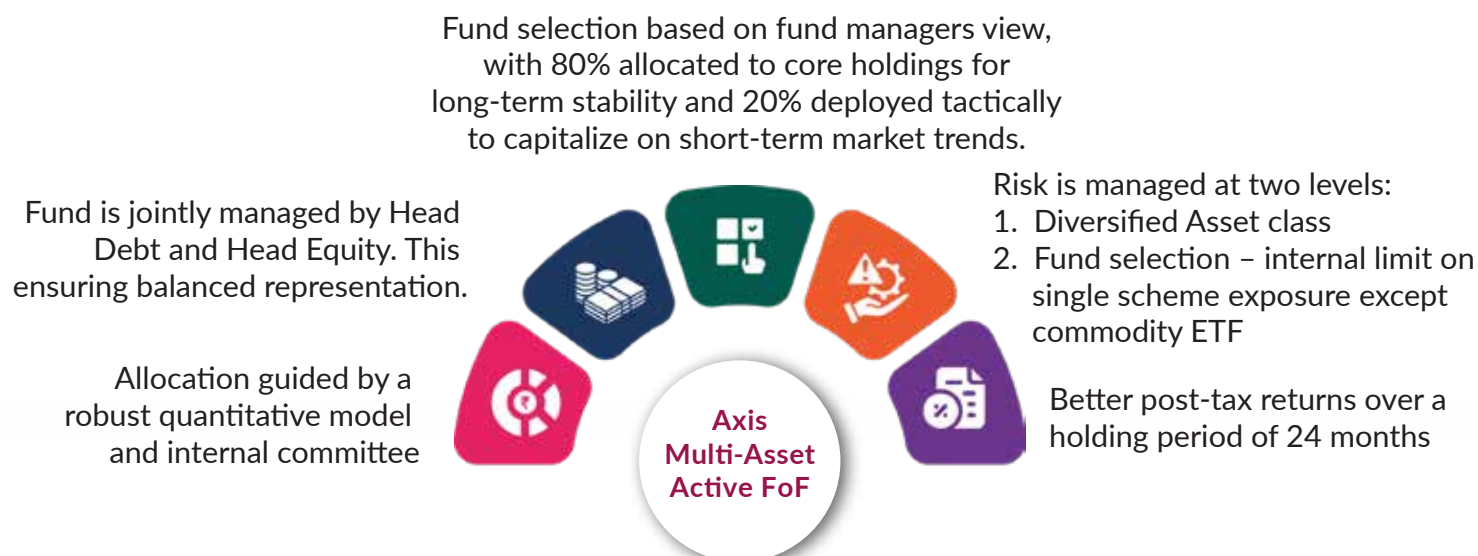 Fund selection based on fund managers view,
with 80% allocated to core holdings for
long-term stability and 20% deployed tactically
to capitalize on short-term market trends.
Fund is jointly managed by Head
Debt and Head Equity. This
ensuring balanced representation.
Risk is managed at two levels:
1. Diversified Asset class
2. Fund selection – internal limit on
single scheme exposure except
commodity ETF
Allocation guided by a
robust quantitative model
and internal committee
Better post-tax returns over a
holding period of 24 months
₹
%
Axis
Multi-Asset
Active FoF